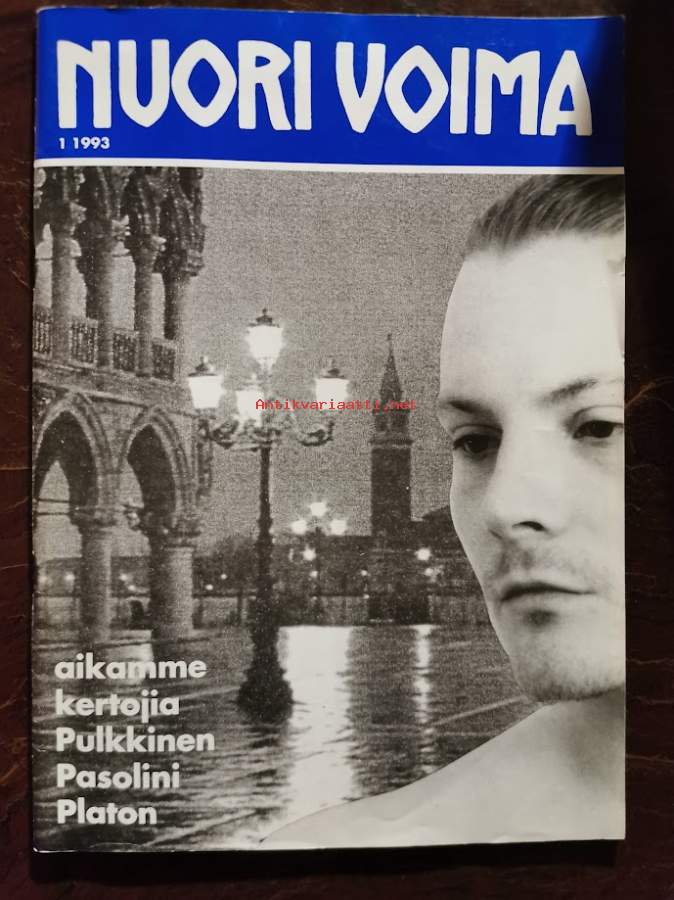 NUORI VOIMA
1 1993
Antikvariaatti.net
aikamme
kertojia
Pulkkinen
Pasolini
Platon